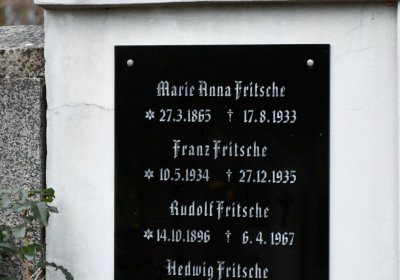 Marie Anna Fritsche
✲ 27.3.1865 † 17.8.1933
Franz Fritsche
✲ 10.5.1934 † 27.12.1935
Rudolf Fritsche
✲ 14.10.1896 † 6.4.1967
Hedwig Fritsche